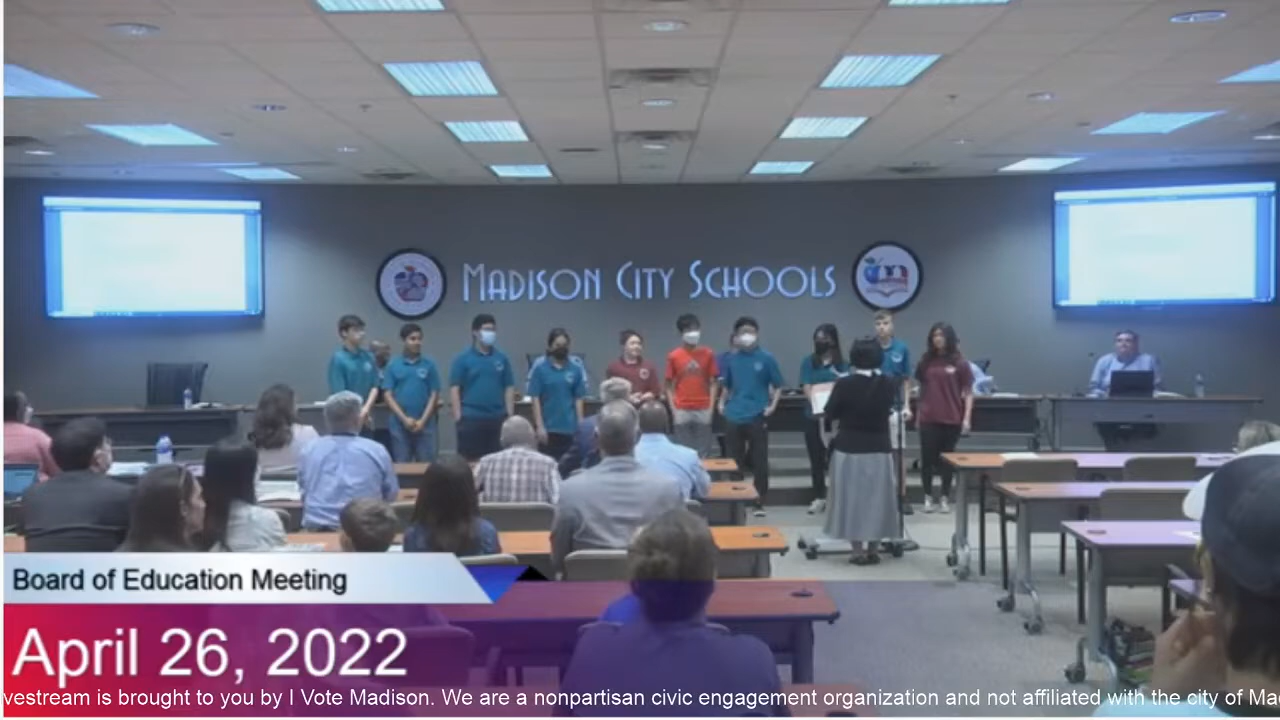 MADISON CITY SCHOOLS
Board of Education Meeting
April 26, 2022
vestream is brought to you by I Vote Madison. We are a nonpartisan civic engagement organization and not affiliated with the city of Ma